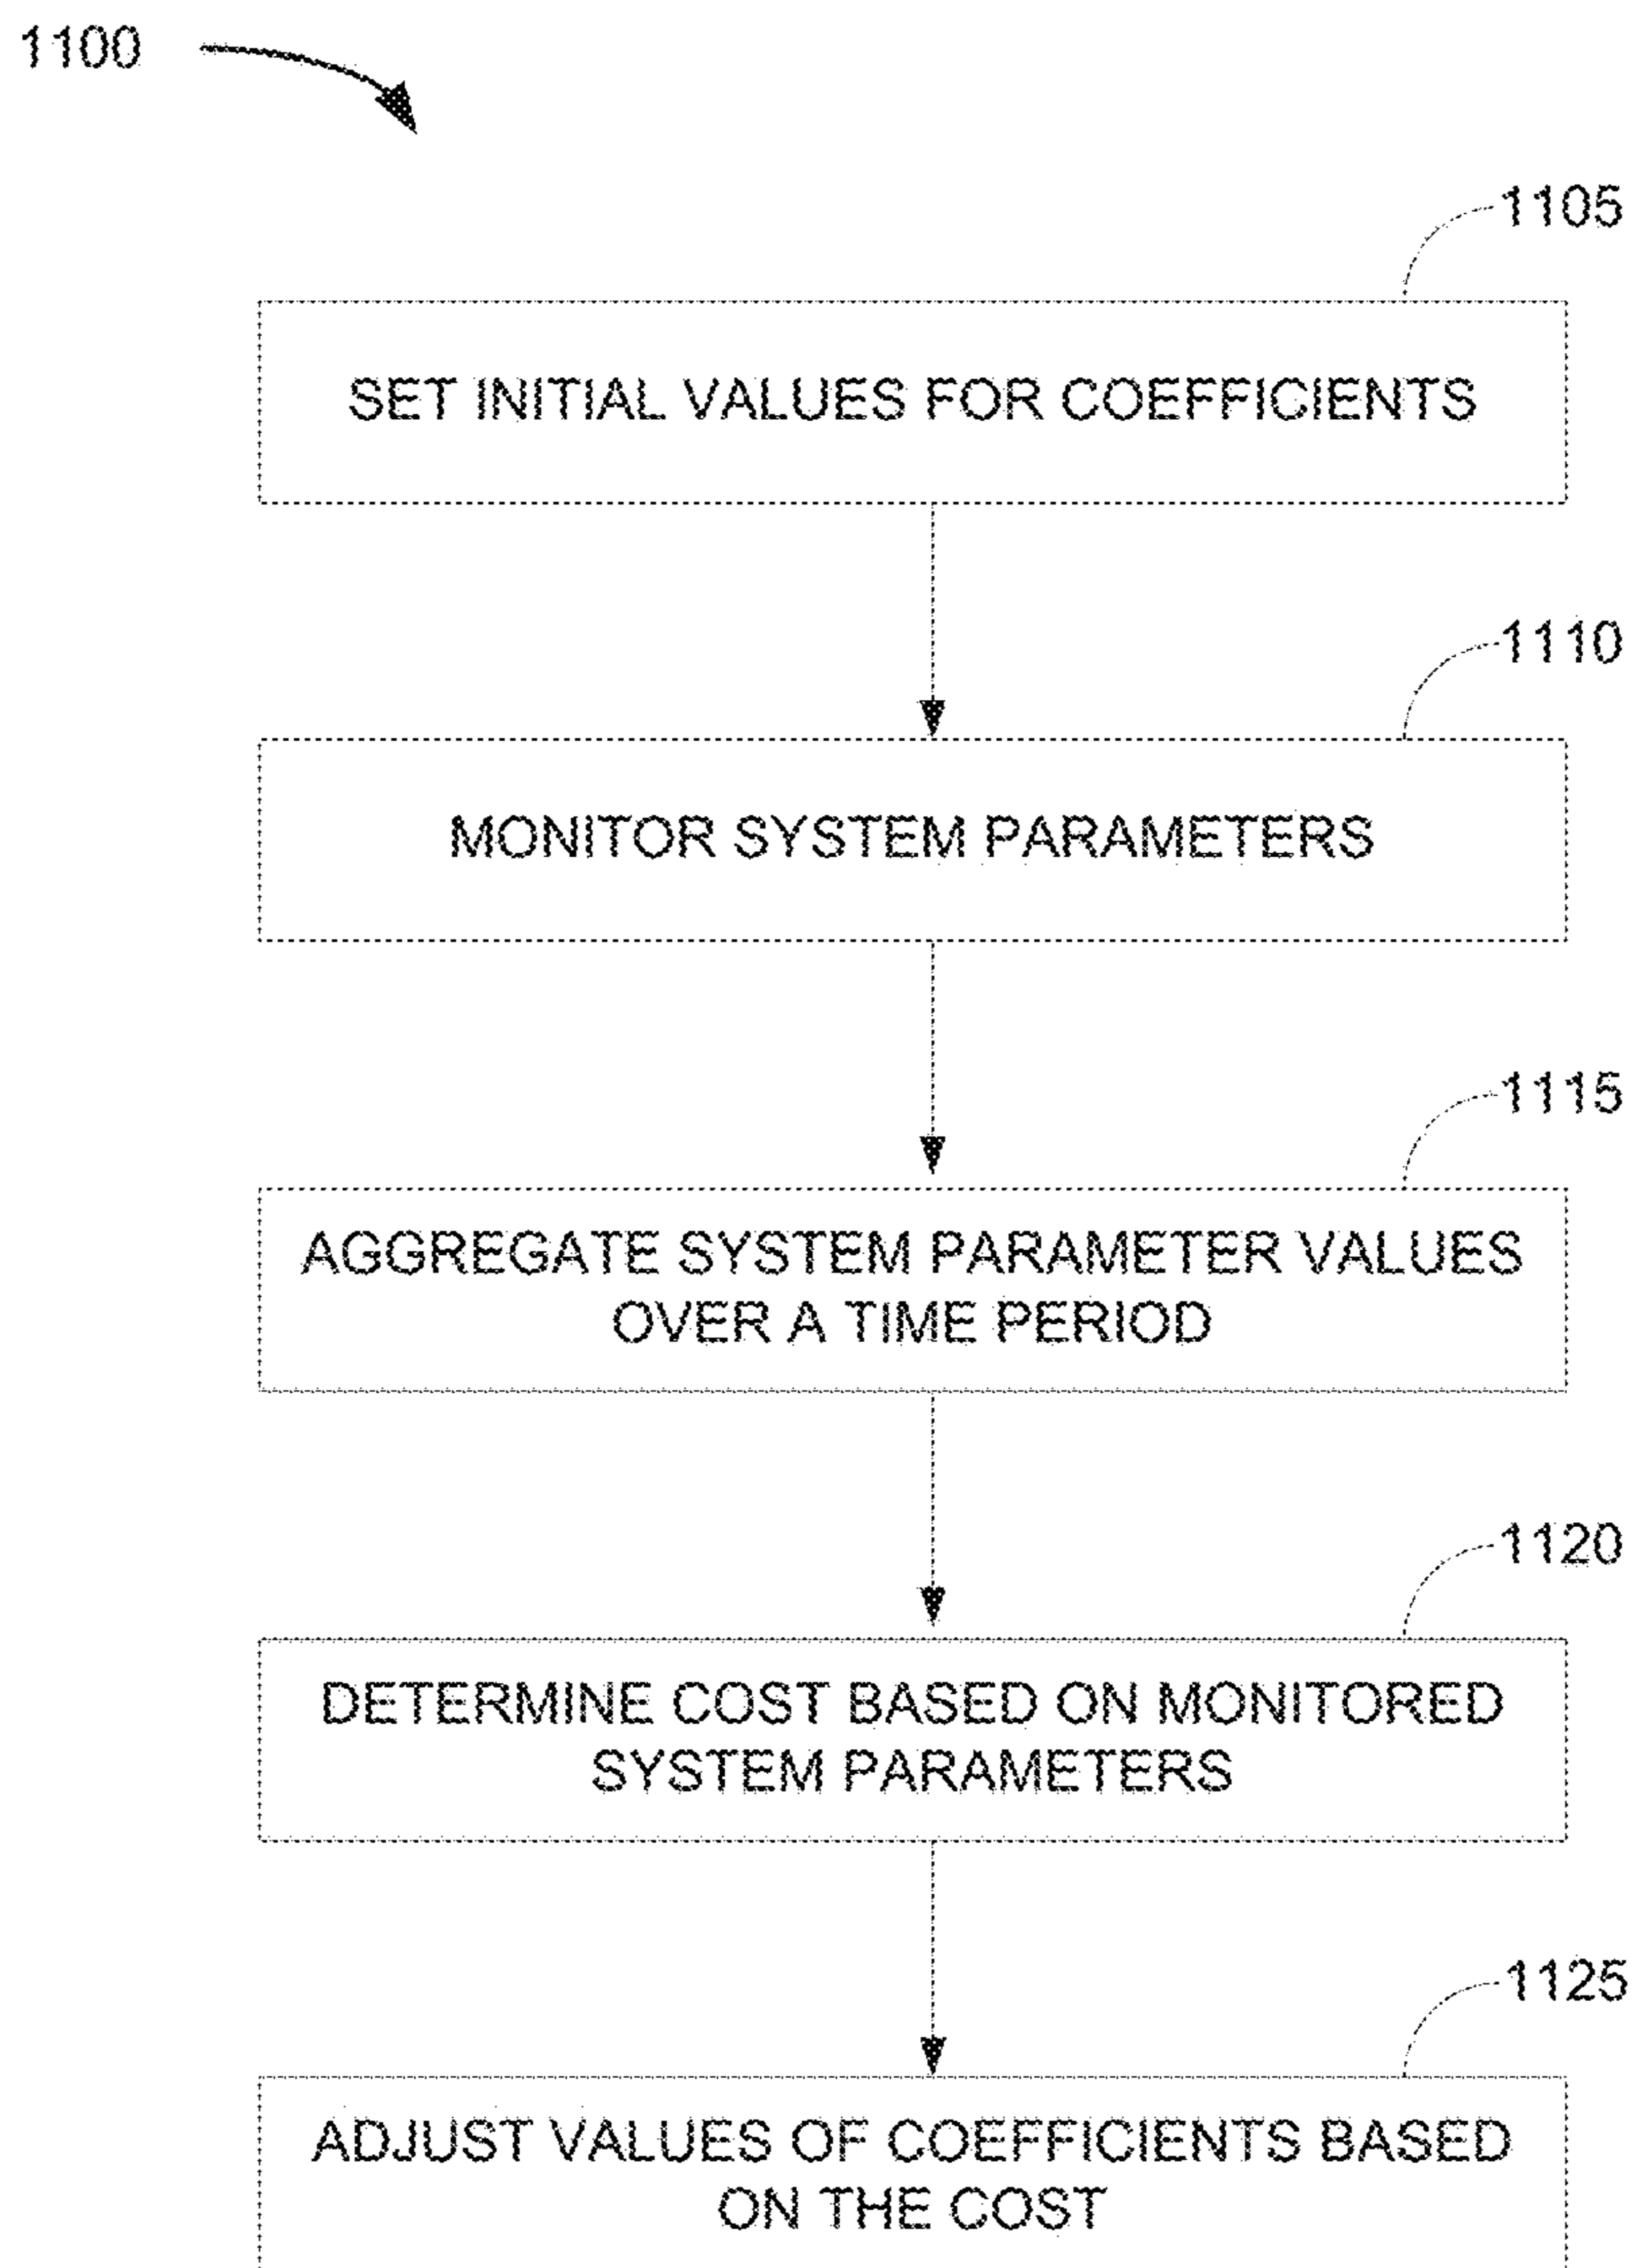 1100
1105
SET INITIAL VALUES FOR COEFFICIENTS
1110
MONITOR SYSTEM PARAMETERS
1115
AGGREGATE SYSTEM PARAMETER VALUES
OVER A TIME PERIOD
1120
DETERMINE COST BASED ON MONITORED
SYSTEM PARAMETERS
1125
ADJUST VALUES OF COEFFICIENTS BASED
ON THE COST